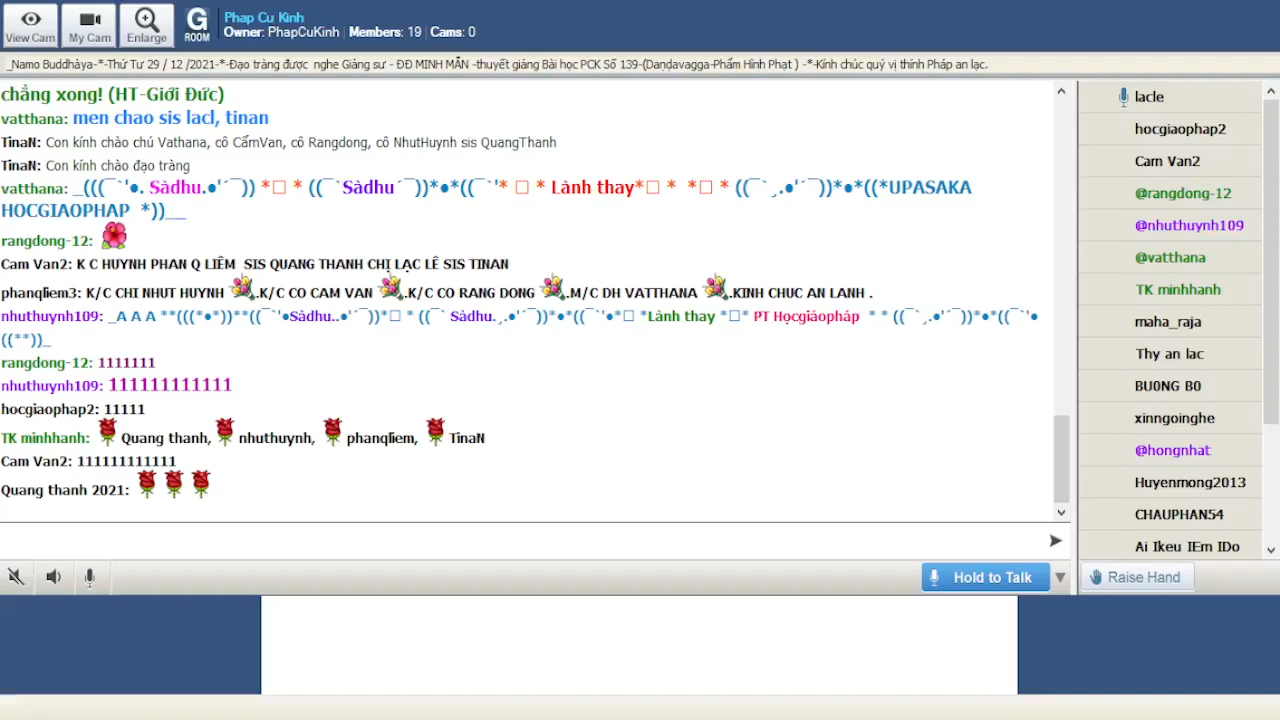 View Cam
My Cam
Enlarge
G
ROOM
Phap Cu Kinh
Owner: PhapCuKinh | Members: 19 | Cams: 0
_Namo Buddhàya-*-Thứ Tư 29 / 12 /2021-*-Đạo tràng được nghe Giảng sư - ĐĐ MINH MẪN -thuyết giảng Bài học PCK Số 139-(Daṇḍavagga-Phẩm Hình Phạt ) -*-Kính chúc quý vị thính Pháp an lạc.
chẳng xong! (HT-Giới Đức)
vatthana: men chao sis lacl, tinan
TinaN: Con kính chào chú Vathana, cô CẩmVan, cô Rangdong, cô NhutHuynh sis QuangThanh
TinaN: Con kính chào đạo tràng
vatthana: _(((¯`'●. Sàdhu.●'´¯)) *□ * ((¯`Sàdhu´¯))*●*((¯`'* □ * Lành thay*□ * *□ * ((¯`¸.●'´¯))*●*((*UPASAKA
HOCGIAOPHAP *))__
rangdong-12:
Cam Van2: K C HUYNH PHAN Q LIÊM SIS QUANG THANH CHỊ LẠC LÊ SIS TINAN
phanqliem3: K/C CHI NHUT HUYNH .K/C CO CAM VAN .K/C CO RANG DONG .M/C DH VATTHANA .KINH CHUC AN LANH .
nhuthuynh109: _A A A **(((*●*))**((¯`'●Sàdhu..●'´¯))*□ * ((¯` Sàdhu.¸.●'´¯))*●*((¯`'●*□ *Lành thay *□* PT Họcgiáopháp * * ((¯`¸.●'´¯))*●*((¯`'●
((**))_
rangdong-12: 1111111
nhuthuynh109: 111111111111
hocgiaophap2: 11111
TK minhhanh: Quang thanh, nhuthuynh, phanqliem, TinaN
Cam Van2: 111111111111
Quang thanh 2021:
Hold to Talk
lacle
hocgiaophap2
Cam Van2
@rangdong-12
@nhuthuynh109
@vatthana
TK minhhanh
maha_raja
Thy an lac
BU0NG B0
xinngoinghe
@hongnhat
Huyenmong2013
CHAUPHAN54
Ai Ikeu IEm IDo
Raise Hand